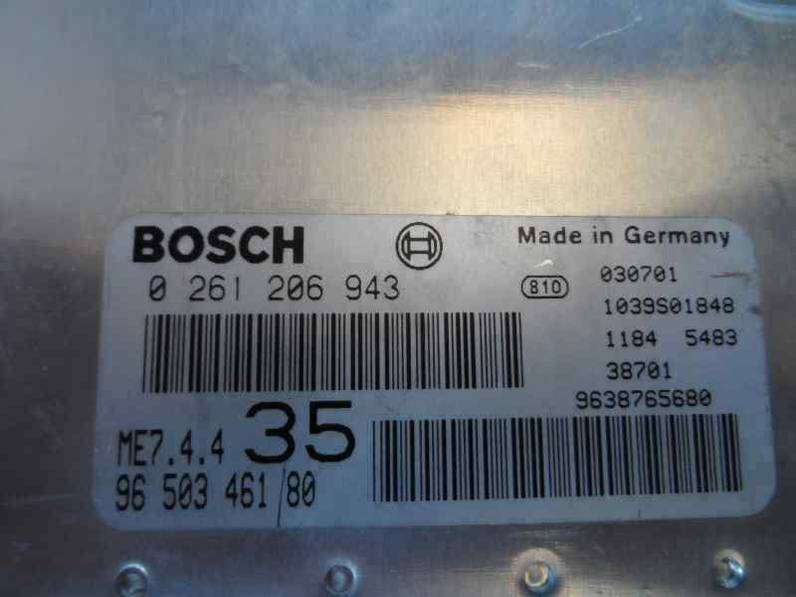 BOSCH
Made in Germany
0 261 206 943
810
030701
1039S01848
1184 5483
38701
9638765680
ME7.4.4 35
96 503 461/80